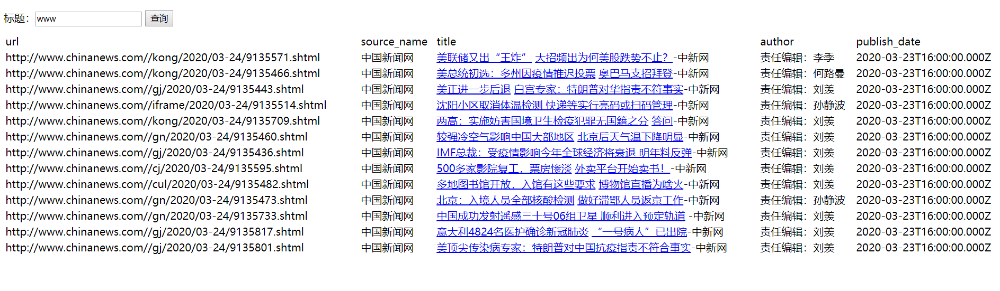 标题： www 查询
url source_name title author publish_date
http://www.chinanews.com//kong/2020/03-24/9135571.shtml 中国新闻网 美联储又出“王炸” 大招频出为何美股跌势不止？-中新网 责任编辑：李季 2020-03-23T16:00:00.000Z
http://www.chinanews.com//kong/2020/03-24/9135466.shtml 中国新闻网 美总统初选：多州因疫情推迟投票 奥巴马支招拜登-中新网 责任编辑：何路曼 2020-03-23T16:00:00.000Z
http://www.chinanews.com//gj/2020/03-24/9135443.shtml 中国新闻网 美正进一步后退 白宫专家：特朗普对华指责不符事实-中新网 责任编辑：刘羡 2020-03-23T16:00:00.000Z
http://www.chinanews.com//iframe/2020/03-24/9135514.shtml 中国新闻网 沈阳小区取消体温检测 快递等实行亮码或扫码管理-中新网 责任编辑：孙静波 2020-03-23T16:00:00.000Z
http://www.chinanews.com//kong/2020/03-24/9135709.shtml 中国新闻网 两高：实施妨害国境卫生检疫犯罪无国籍之分 答问-中新网 责任编辑：刘羡 2020-03-23T16:00:00.000Z
http://www.chinanews.com//gn/2020/03-24/9135460.shtml 中国新闻网 较强冷空气影响中国大部地区 北京后天气温下降明显-中新网 责任编辑：刘羡 2020-03-23T16:00:00.000Z
http://www.chinanews.com//gj/2020/03-24/9135436.shtml 中国新闻网 IMF总裁：受疫情影响今年全球经济将衰退 明年料反弹-中新网 责任编辑：刘羡 2020-03-23T16:00:00.000Z
http://www.chinanews.com//cj/2020/03-24/9135595.shtml 中国新闻网 500多家影院复工，票房惨淡 外卖平台开始卖书！-中新网 责任编辑：刘羡 2020-03-23T16:00:00.000Z
http://www.chinanews.com//cul/2020/03-24/9135482.shtml 中国新闻网 多地图书馆开放，入馆有这些要求 博物馆直播为啥火-中新网 责任编辑：刘羡 2020-03-23T16:00:00.000Z
http://www.chinanews.com//gn/2020/03-24/9135473.shtml 中国新闻网 北京：入境人员全部核酸检测 做好滞鄂人员返京工作-中新网 责任编辑：孙静波 2020-03-23T16:00:00.000Z
http://www.chinanews.com//gn/2020/03-24/9135733.shtml 中国新闻网 中国成功发射遥感三十号06组卫星 顺利进入预定轨道 -中新网 责任编辑：刘羡 2020-03-23T16:00:00.000Z
http://www.chinanews.com//gj/2020/03-24/9135817.shtml 中国新闻网 意大利4824名医护确诊新冠肺炎 “一号病人”已出院-中新网 责任编辑：刘羡 2020-03-23T16:00:00.000Z
http://www.chinanews.com//gj/2020/03-24/9135801.shtml 中国新闻网 美顶尖传染病专家：特朗普对中国抗疫指责不符合事实-中新网 责任编辑：刘羡 2020-03-23T16:00:00.000Z